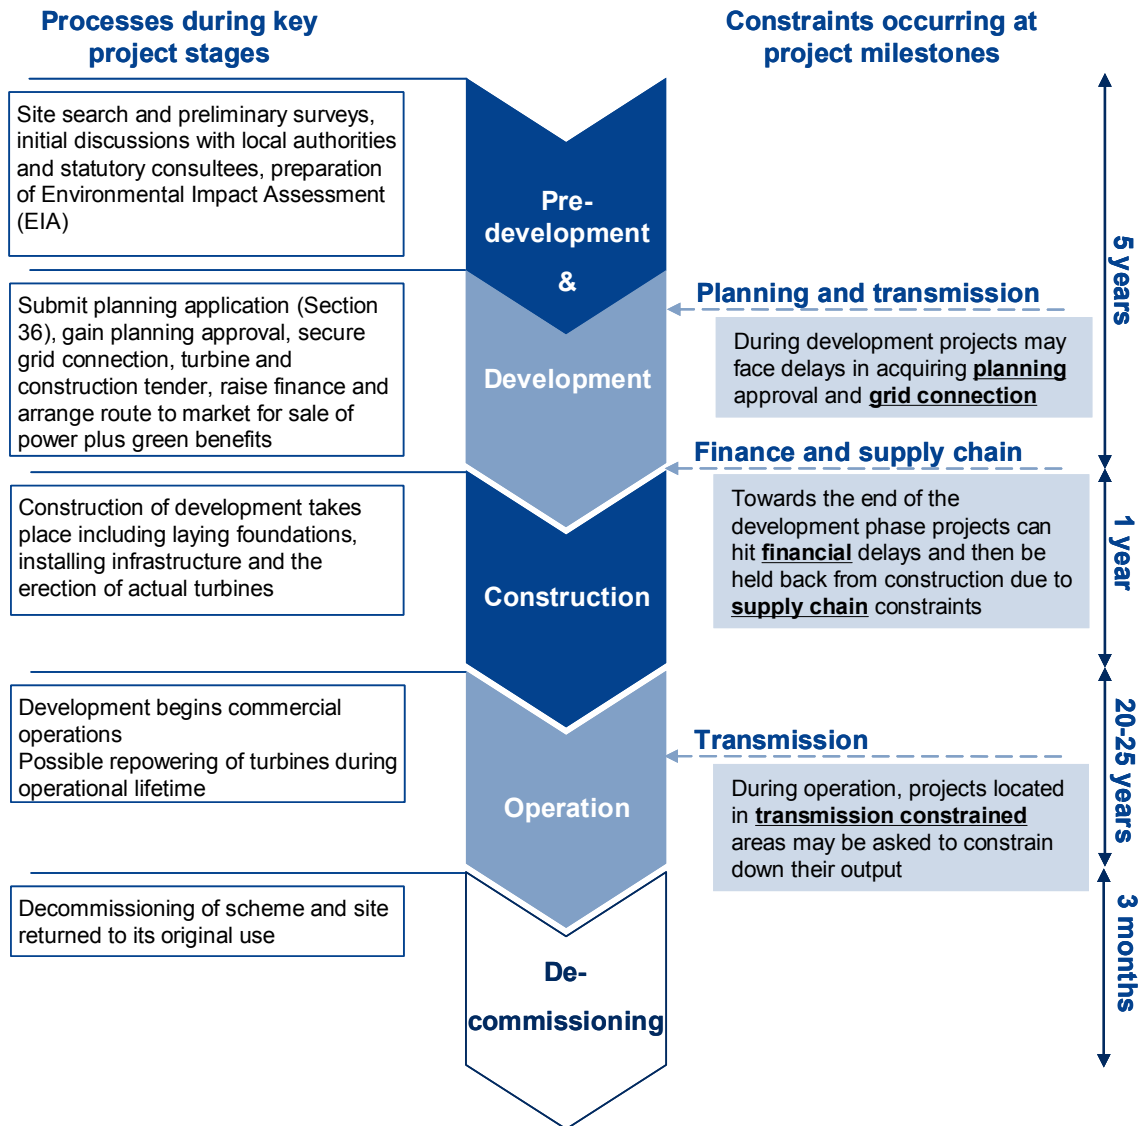 Processes during key
project stages
Constraints occurring at
project milestones
Site search and preliminary surveys,
initial discussions with local authorities
and statutory consultees, preparation
of Environmental Impact Assessment
(EIA)
Pre-
development
&
Development
5 years
Submit planning application (Section
36), gain planning approval, secure
grid connection, turbine and
construction tender, raise finance and
arrange route to market for sale of
power plus green benefits
Planning and transmission
During development projects may
face delays in acquiring planning
approval and grid connection
Finance and supply chain
Towards the end of the
development phase projects can
hit financial delays and then be
held back from construction due to
supply chain constraints
Construction of development takes
place including laying foundations,
installing infrastructure and the
erection of actual turbines
Construction
1 year
Development begins commercial
operations
Possible repowering of turbines during
operational lifetime
Operation
Transmission
During operation, projects located
in transmission constrained
areas may be asked to constrain
down their output
20-25 years
Decommissioning of scheme and site
returned to its original use
De-
commissioning
3 months